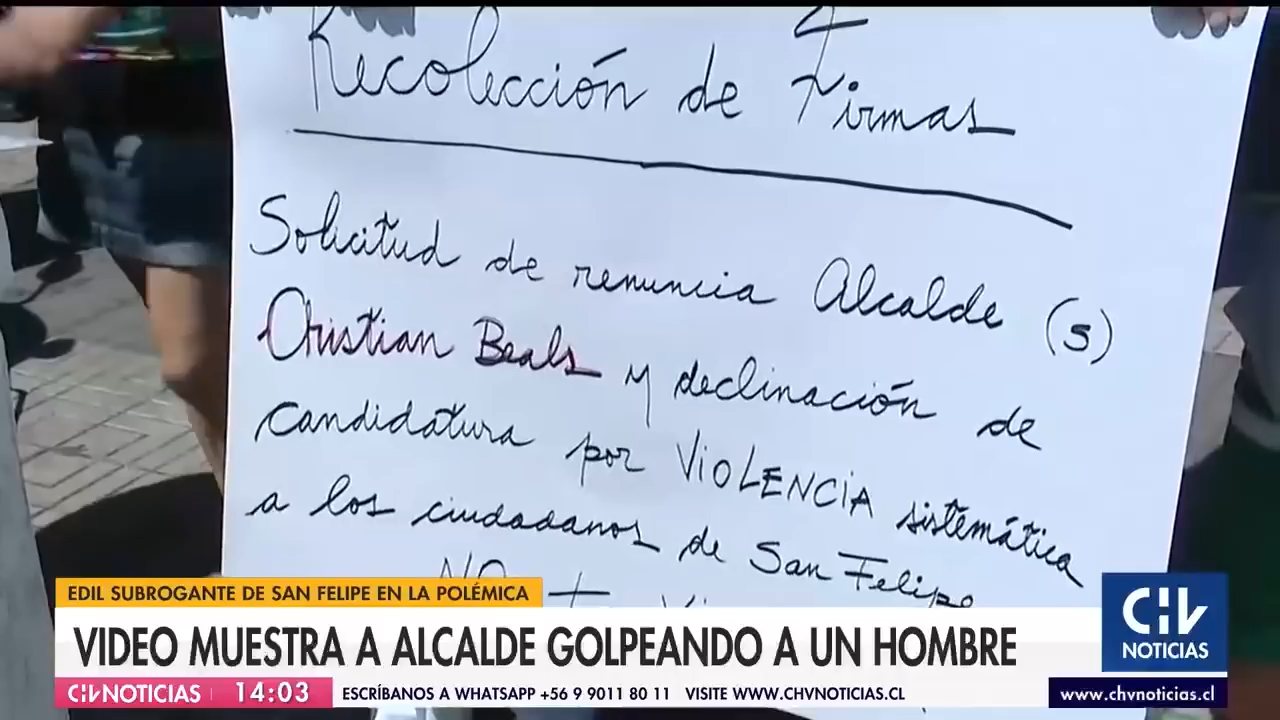 Recolección de Firmas
Solicitud de renuncia Alcalde (s)
Cristian Beals y declinación de
candidatura por VIOLENCIA sistemática
a los ciudadanos de San Felipe
NO +
EDIL SUBROGANTE DE SAN FELIPE EN LA POLÉMICA
VIDEO MUESTRA A ALCALDE GOLPEANDO A UN HOMBRE
CHV NOTICIAS
CHVNOTICIAS 14:03 ESCRÍBANOS A WHATSAPP +56 9 9011 80 11 VISITE WWW.CHVNOTICIAS.CL
www.chvnoticias.cl